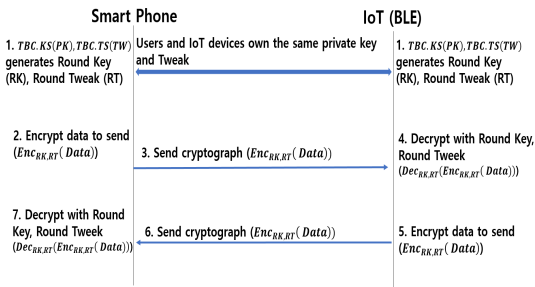 Smart Phone
IoT (BLE)
1. TBC.KS(PK),TBC.TS(TW)
generates Round Key
(RK), Round Tweak (RT)
Users and IoT devices own the same private key
and Tweak
1. TBC.KS(PK),TBC.TS(TW)
generates Round Key
(RK), Round Tweak (RT)
2. Encrypt data to send
(Enc_RK,RT(Data))
3. Send cryptograph (Enc_RK,RT(Data))
4. Decrypt with Round Key,
Round Tweek
(Dec_RK,RT(Enc_RK,RT(Data)))
7. Decrypt with Round
Key, Round Tweek
(Dec_RK,RT(Enc_RK,RT(Data)))
6. Send cryptograph (Enc_RK,RT(Data))
5. Encrypt data to send
(Enc_RK,RT(Data))